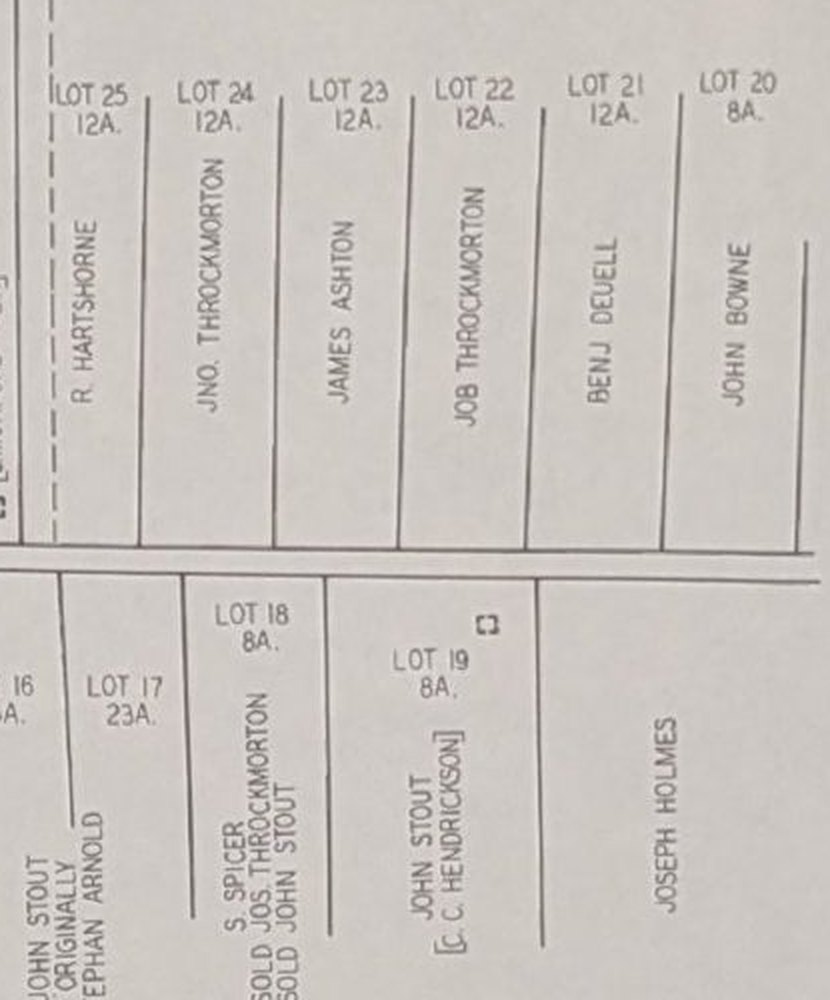 LOT 25
12A.
R. HARTSHORNE
LOT 24
12A.
JNO. THROCKMORTON
LOT 23
12A.
JAMES ASHTON
LOT 22
12A.
JOB THROCKMORTON
LOT 21
12A.
BENJ DEUELL
LOT 20
8A.
JOHN BOWNE
16
A.
JOHN STOUT
ORIGINALLY
EPHAN ARNOLD
LOT 17
23A.
LOT 18
8A.
S. SPICER
SOLD JOS. THROCKMORTON
SOLD JOHN STOUT
LOT 19
8A.
JOHN STOUT
[C. C. HENDRICKSON]
JOSEPH HOLMES